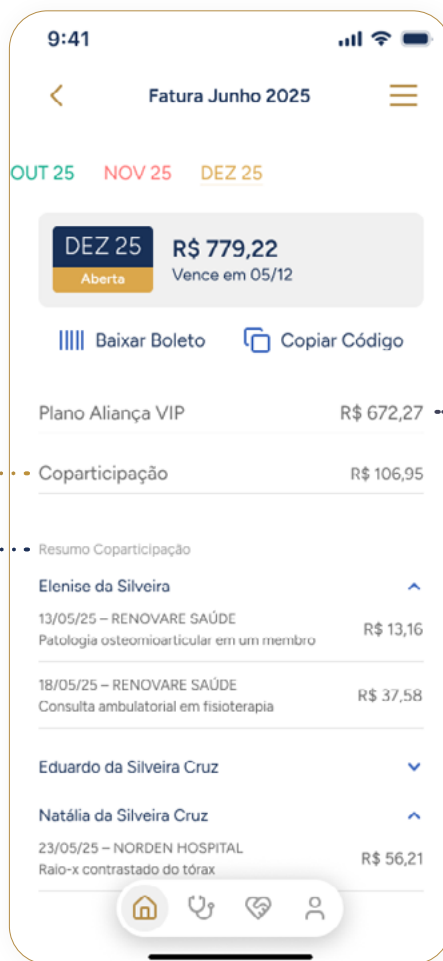 9:41
Fatura Junho 2025
OUT 25 NOV 25 DEZ 25
DEZ 25
Aberta
R$ 779,22
Vence em 05/12
Baixar Boleto Copiar Código
Plano Aliança VIP R$ 672,27
Coparticipação R$ 106,95
Resumo Coparticipação
Elenise da Silveira
13/05/25 – RENOVARE SAÚDE
Patologia osteomioarticular em um membro R$ 13,16
18/05/25 – RENOVARE SAÚDE
Consulta ambulatorial em fisioterapia R$ 37,58
Eduardo da Silveira Cruz
Natália da Silveira Cruz
23/05/25 – NORDEN HOSPITAL
Raio-x contrastado do tórax R$ 56,21